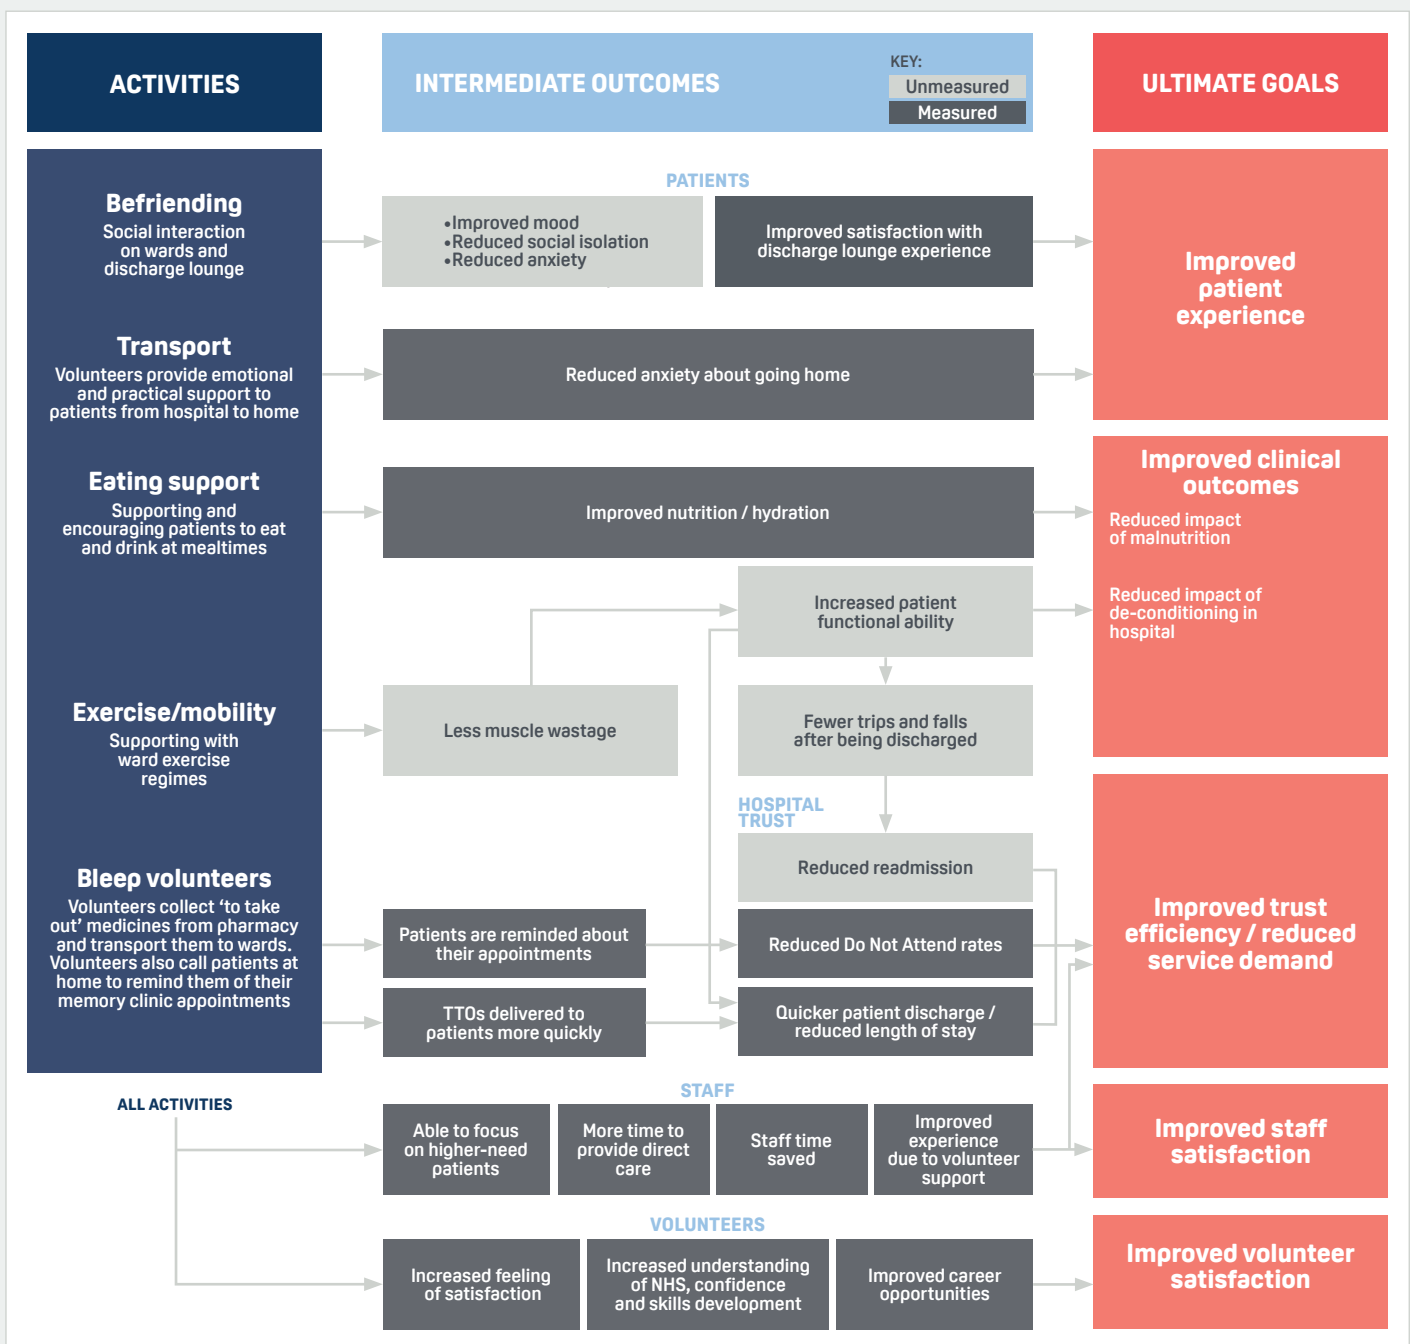 ACTIVITIES
INTERMEDIATE OUTCOMES
KEY:
Unmeasured
Measured
ULTIMATE GOALS
Befriending
Social interaction
on wards and
discharge lounge
PATIENTS
•Improved mood
•Reduced social isolation
•Reduced anxiety
Improved satisfaction with
discharge lounge experience
Improved
patient
experience
Transport
Volunteers provide emotional
and practical support to
patients from hospital to home
Reduced anxiety about going home
Eating support
Supporting and
encouraging patients to eat
and drink at mealtimes
Improved nutrition / hydration
Improved clinical
outcomes
Reduced impact
of malnutrition
Reduced impact of
de-conditioning in
hospital
Increased patient
functional ability
Exercise/mobility
Supporting with
ward exercise
regimes
Less muscle wastage
Fewer trips and falls
after being discharged
HOSPITAL
TRUST
Reduced readmission
Bleep volunteers
Volunteers collect ‘to take
out’ medicines from pharmacy
and transport them to wards.
Volunteers also call patients at
home to remind them of their
memory clinic appointments
Patients are reminded about
their appointments
Reduced Do Not Attend rates
TTOs delivered to
patients more quickly
Quicker patient discharge /
reduced length of stay
Improved trust
efficiency / reduced
service demand
ALL ACTIVITIES
STAFF
Able to focus
on higher-need
patients
More time to
provide direct
care
Staff time
saved
Improved
experience
due to volunteer
support
Improved staff
satisfaction
VOLUNTEERS
Increased feeling
of satisfaction
Increased understanding
of NHS, confidence
and skills development
Improved career
opportunities
Improved volunteer
satisfaction